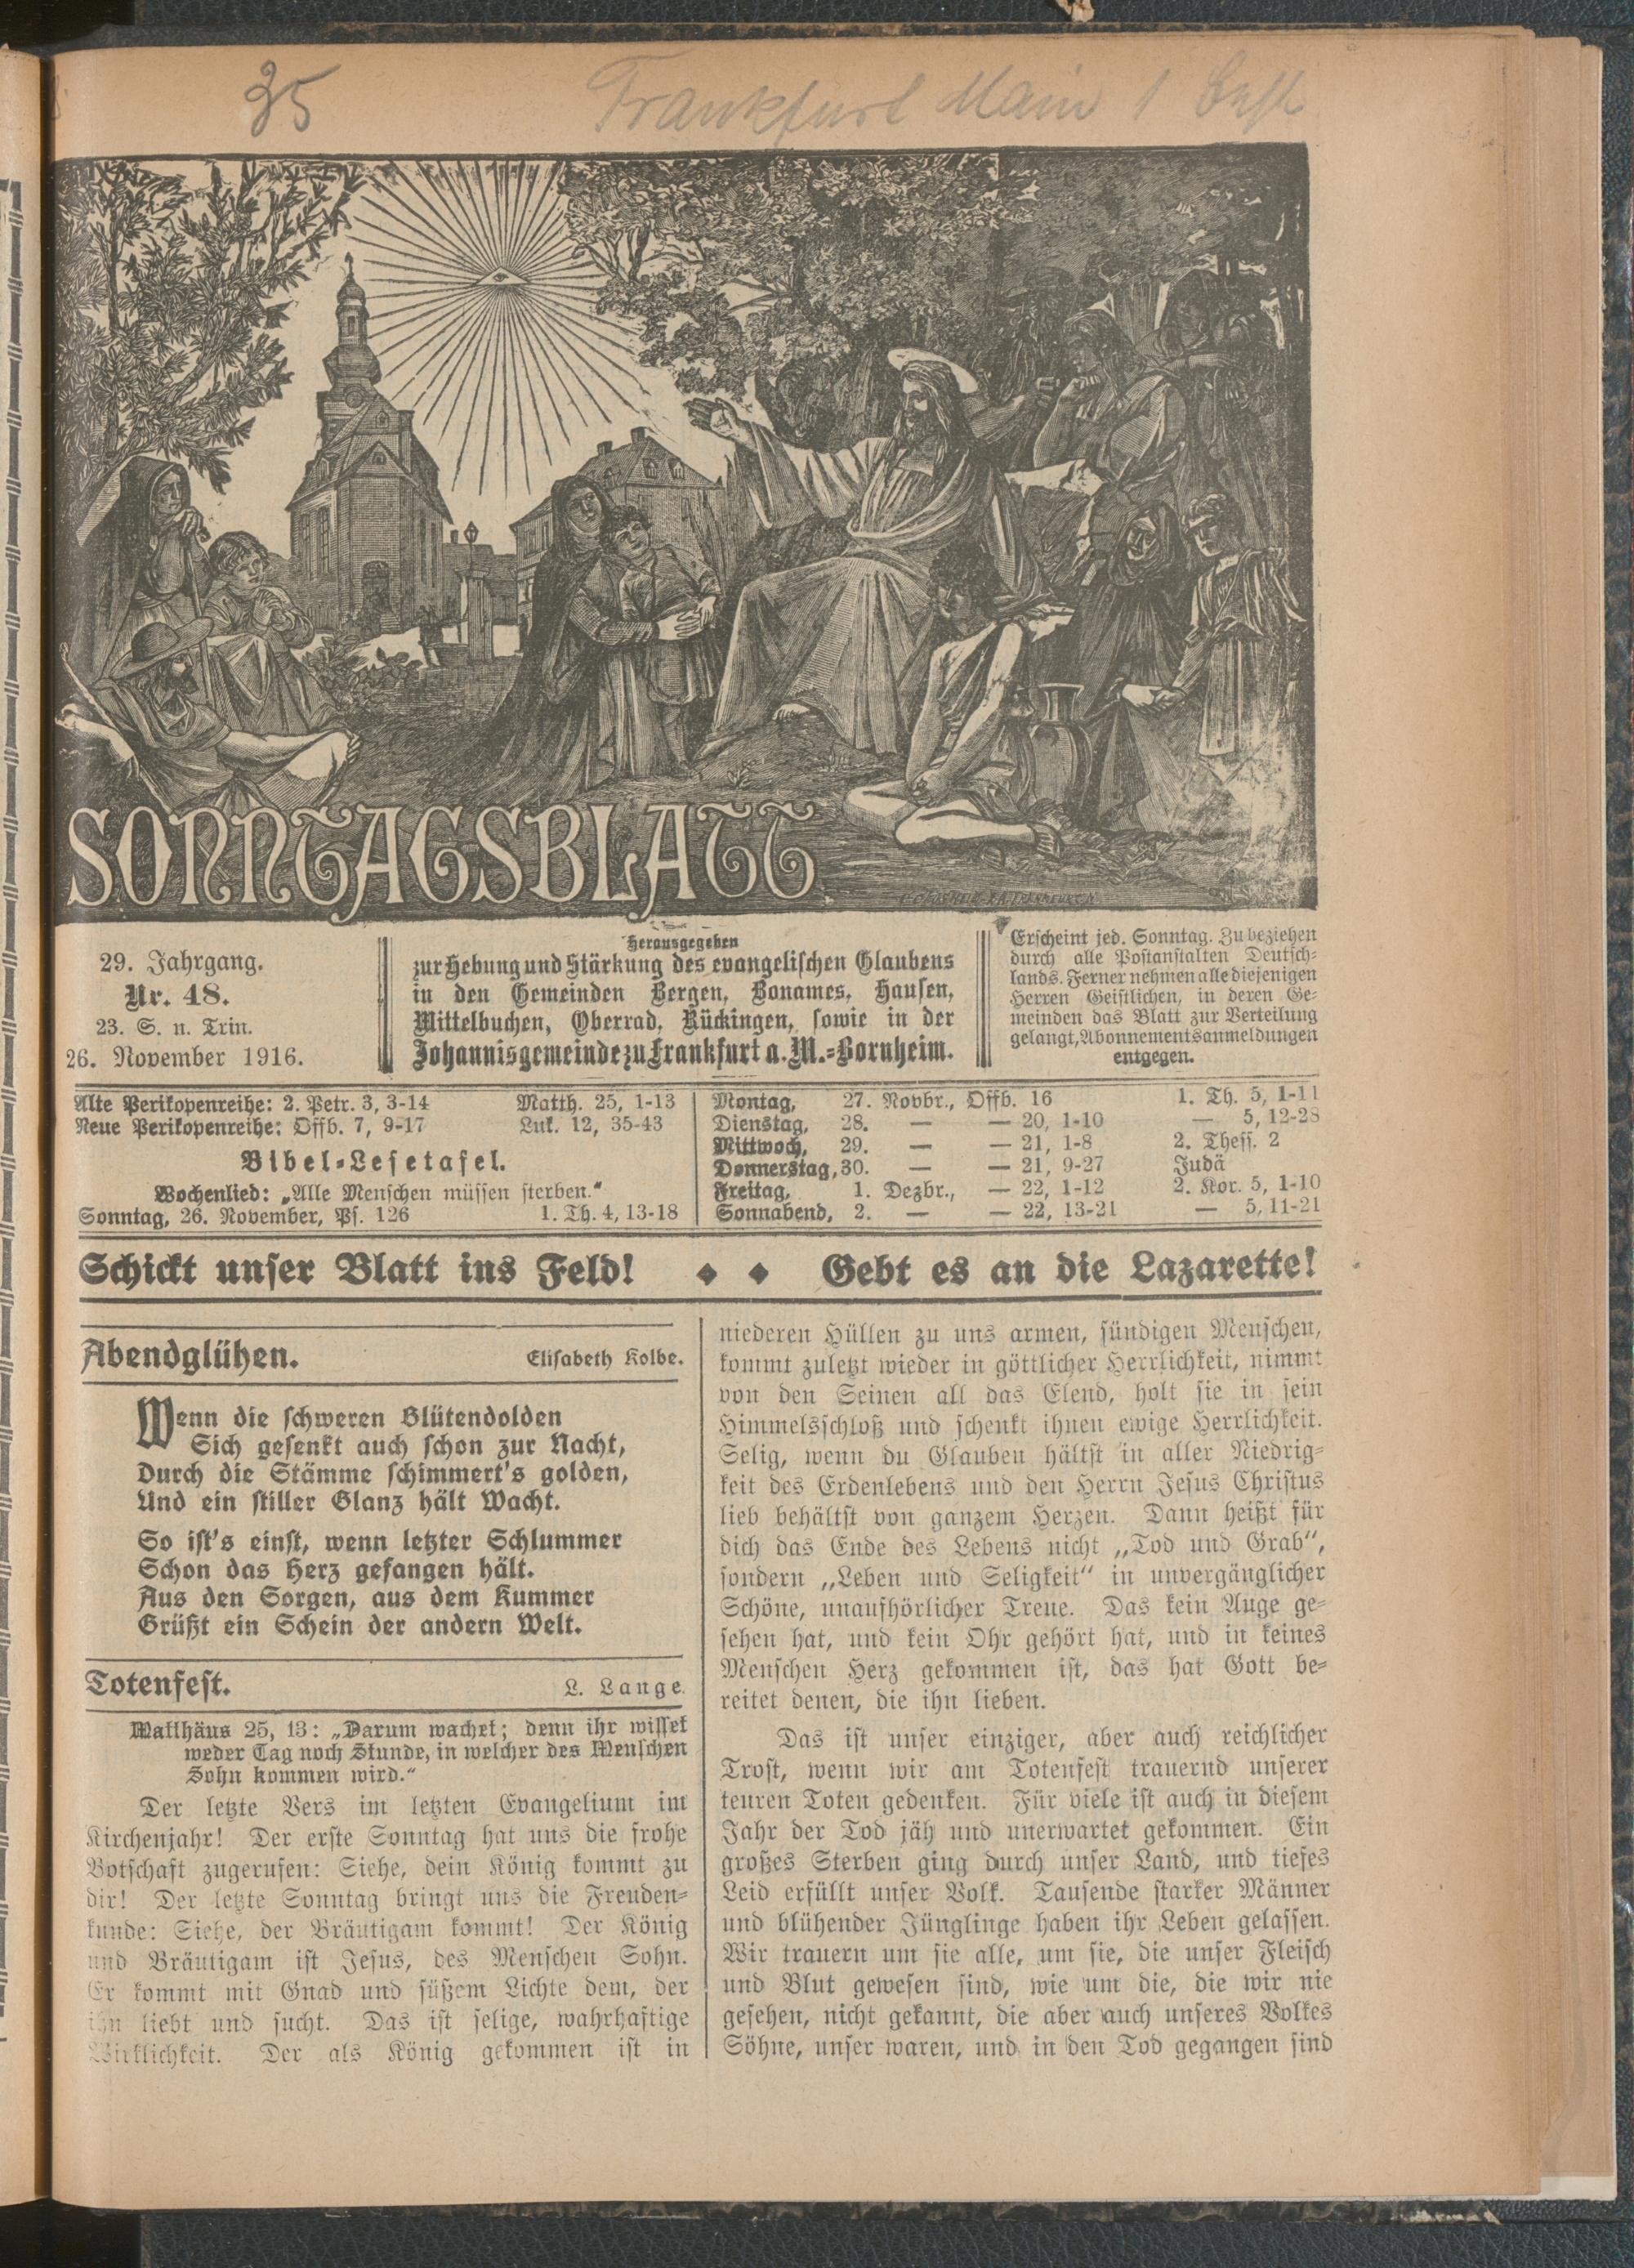 35
Frankfurt Main 1
SONNTAGSBLATT
29. Jahrgang.
Nr. 48.
23. S. n. Trin.
26. November 1916.
Herausgegeben
zur Hebung und Stärkung des evangelischen Glaubens
in den Gemeinden Bergen, Bonames, Hausen,
Mittelbuchen, Oberrad, Rückingen, sowie in der
Johannisgemeinde zu Frankfurt a. M.-Bornheim.
Erscheint jed. Sonntag. Zu beziehen
durch alle Postanstalten Deutsch-
lands. Ferner nehmen alle diejenigen
Herren Geistlichen, in deren Ge-
meinden das Blatt zur Verteilung
gelangt, Abonnementsanmeldungen
entgegen.
Alte Perikopenreihe: 2. Petr. 3, 3-14 Matth. 25, 1-13
Neue Perikopenreihe: Offb. 7, 9-17 Luk. 12, 35-43
Bibel-Lesetafel.
Wochenlied: „Alle Menschen müssen sterben.“
Sonntag, 26. November, Ps. 126 1. Th. 4, 13-18
Montag, 27. Novbr., Offb. 16 1. Th. 5, 1-11
Dienstag, 28. — — 20, 1-10 — 5, 12-28
Mittwoch, 29. — — 21, 1-8 2. Thess. 2
Donnerstag, 30. — — 21, 9-27 Judä
Freitag, 1. Dezbr., — 22, 1-12 2. Kor. 5, 1-10
Sonnabend, 2. — — 22, 13-21 — 5, 11-21
Schickt unser Blatt ins Feld! ◆ ◆ Gebt es an die Lazarette!
Abendglühen. Elisabeth Kolbe.
Wenn die schweren Blütendolden
Sich gesenkt auch schon zur Nacht,
Durch die Stämme schimmert's golden,
Und ein stiller Glanz hält Wacht.
So ist's einst, wenn letzter Schlummer
Schon das Herz gefangen hält.
Aus den Sorgen, aus dem Kummer
Grüßt ein Schein der andern Welt.
Totenfest. L. Lange.
Matthäus 25, 13: „Darum wachet; denn ihr wisset
weder Tag noch Stunde, in welcher des Menschen
Sohn kommen wird.“
Der letzte Vers im letzten Evangelium im
Kirchenjahr! Der erste Sonntag hat uns die frohe
Botschaft zugerufen: Siehe, dein König kommt zu
dir! Der letzte Sonntag bringt uns die Freuden-
kunde: Siehe, der Bräutigam kommt! Der König
und Bräutigam ist Jesus, des Menschen Sohn.
Er kommt mit Gnad und süßem Lichte dem, der
ihn liebt und sucht. Das ist selige, wahrhaftige
Wirklichkeit. Der als König gekommen ist in
niederen Hüllen zu uns armen, sündigen Menschen,
kommt zuletzt wieder in göttlicher Herrlichkeit, nimmt
von den Seinen all das Elend, holt sie in sein
Himmelsschloß und schenkt ihnen ewige Herrlichkeit.
Selig, wenn du Glauben hältst in aller Niedrig-
keit des Erdenlebens und den Herrn Jesus Christus
lieb behältst von ganzem Herzen. Dann heißt für
dich das Ende des Lebens nicht „Tod und Grab“,
sondern „Leben und Seligkeit“ in unvergänglicher
Schöne, unaufhörlicher Treue. Das kein Auge ge-
sehen hat, und kein Ohr gehört hat, und in keines
Menschen Herz gekommen ist, das hat Gott be-
reitet denen, die ihn lieben.
Das ist unser einziger, aber auch reichlicher
Trost, wenn wir am Totenfest trauernd unserer
teuren Toten gedenken. Für viele ist auch in diesem
Jahr der Tod jäh und unerwartet gekommen. Ein
großes Sterben ging durch unser Land, und tiefes
Leid erfüllt unser Volk. Tausende starker Männer
und blühender Jünglinge haben ihr Leben gelassen.
Wir trauern um sie alle, um sie, die unser Fleisch
und Blut gewesen sind, wie um die, die wir nie
gesehen, nicht gekannt, die aber auch unseres Volkes
Söhne, unser waren, und in den Tod gegangen sind